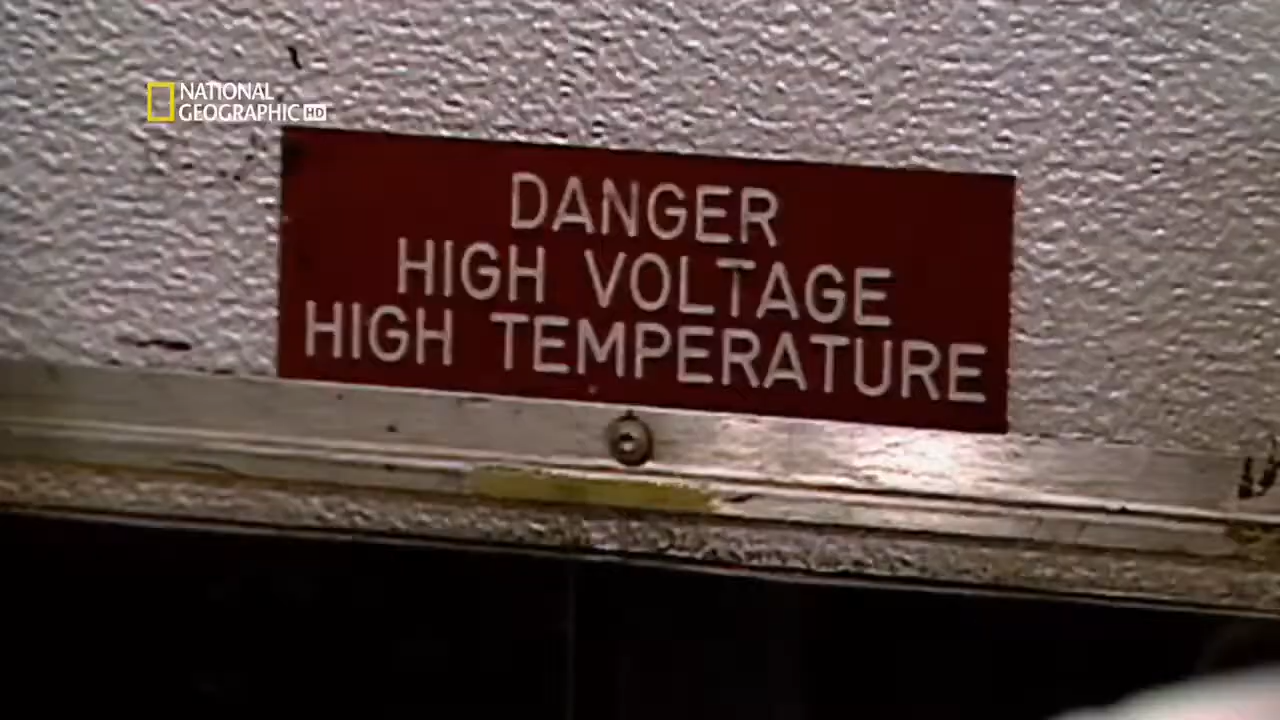 NATIONAL
GEOGRAPHIC HD
DANGER
HIGH VOLTAGE
HIGH TEMPERATURE